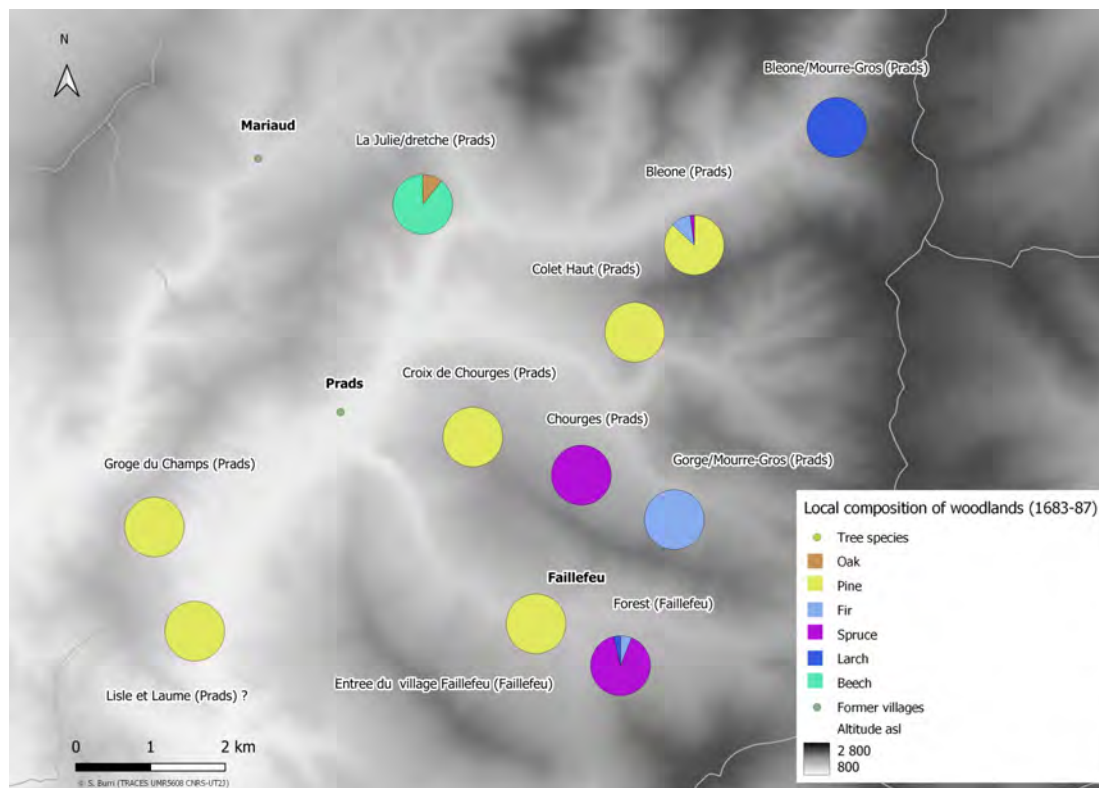 N
Bleone/Mourre-Gros (Prads)
Mariaud
La Julie/dretche (Prads)
Bleone (Prads)
Colet Haut (Prads)
Croix de Chourges (Prads)
Prads
Chourges (Prads)
Groge du Champs (Prads)
Gorge/Mourre-Gros (Prads)
Faillefeu
Forest (Faillefeu)
Entree du village Faillefeu (Faillefeu)
Lisle et Laume (Prads) ?
0 1 2 km
© S. Burri (TRACES UMR5608 CNRS-UT2J)
Local composition of woodlands (1683-87)
Tree species
Oak
Pine
Fir
Spruce
Larch
Beech
Former villages
Altitude asl
2 800
800